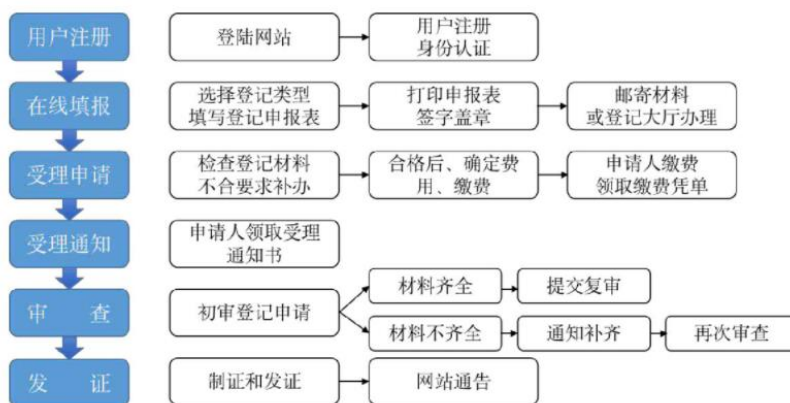 用户注册
登陆网站
用户注册
身份认证
在线填报
选择登记类型
填写登记申报表
打印申报表
签字盖章
邮寄材料
或登记大厅办理
受理申请
检查登记材料
不合要求补办
合格后、确定费
用、缴费
申请人缴费
领取缴费凭单
受理通知
申请人领取受理
通知书
审 查
初审登记申请
材料齐全
提交复审
材料不齐全
通知补齐
再次审查
发 证
制证和发证
网站通告